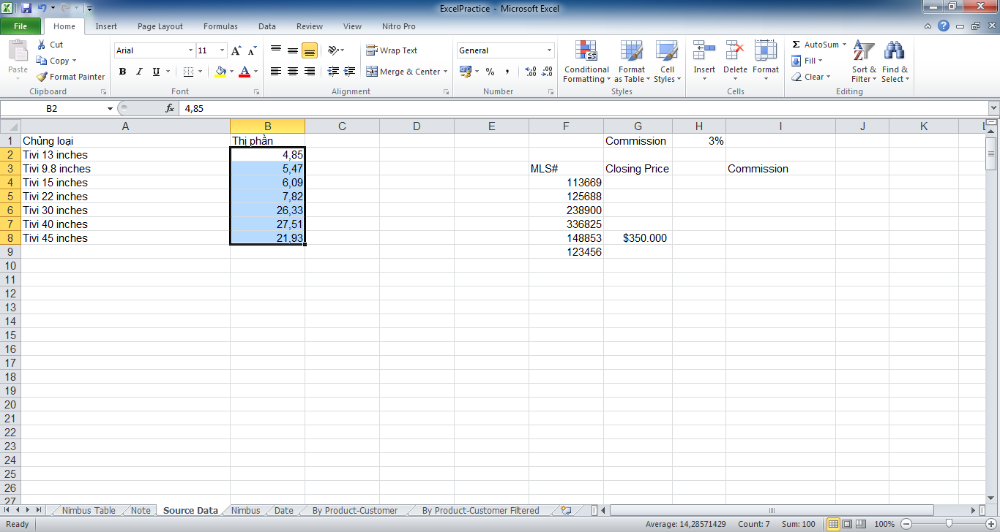 ExcelPractice - Microsoft Excel
File Home Insert Page Layout Formulas Data Review View Nitro Pro
Paste
Cut
Copy
Format Painter
Clipboard
Arial 11
B I U
Font
Wrap Text
Merge & Center
Alignment
General
Number
Conditional Formatting
Format as Table
Cell Styles
Styles
Insert Delete Format
Cells
AutoSum
Fill
Clear
Sort & Filter
Find & Select
Editing
B2 fx 4,85
A B C D E F G H I J K L
1 Chủng loại Thị phần Commission 3%
2 Tivi 13 inches 4,85
3 Tivi 9.8 inches 5,47 MLS# Closing Price Commission
4 Tivi 15 inches 6,09 113669
5 Tivi 22 inches 7,82 125688
6 Tivi 30 inches 26,33 238900
7 Tivi 40 inches 27,51 336825
8 Tivi 45 inches 21,93 148853 $350.000
9 123456
10
11
12
13
14
15
16
17
18
19
20
21
22
23
24
25
26
27
Nimbus Table Note Source Data Nimbus Date By Product-Customer By Product-Customer Filtered
Ready Average: 14,28571429 Count: 7 Sum: 100 100%